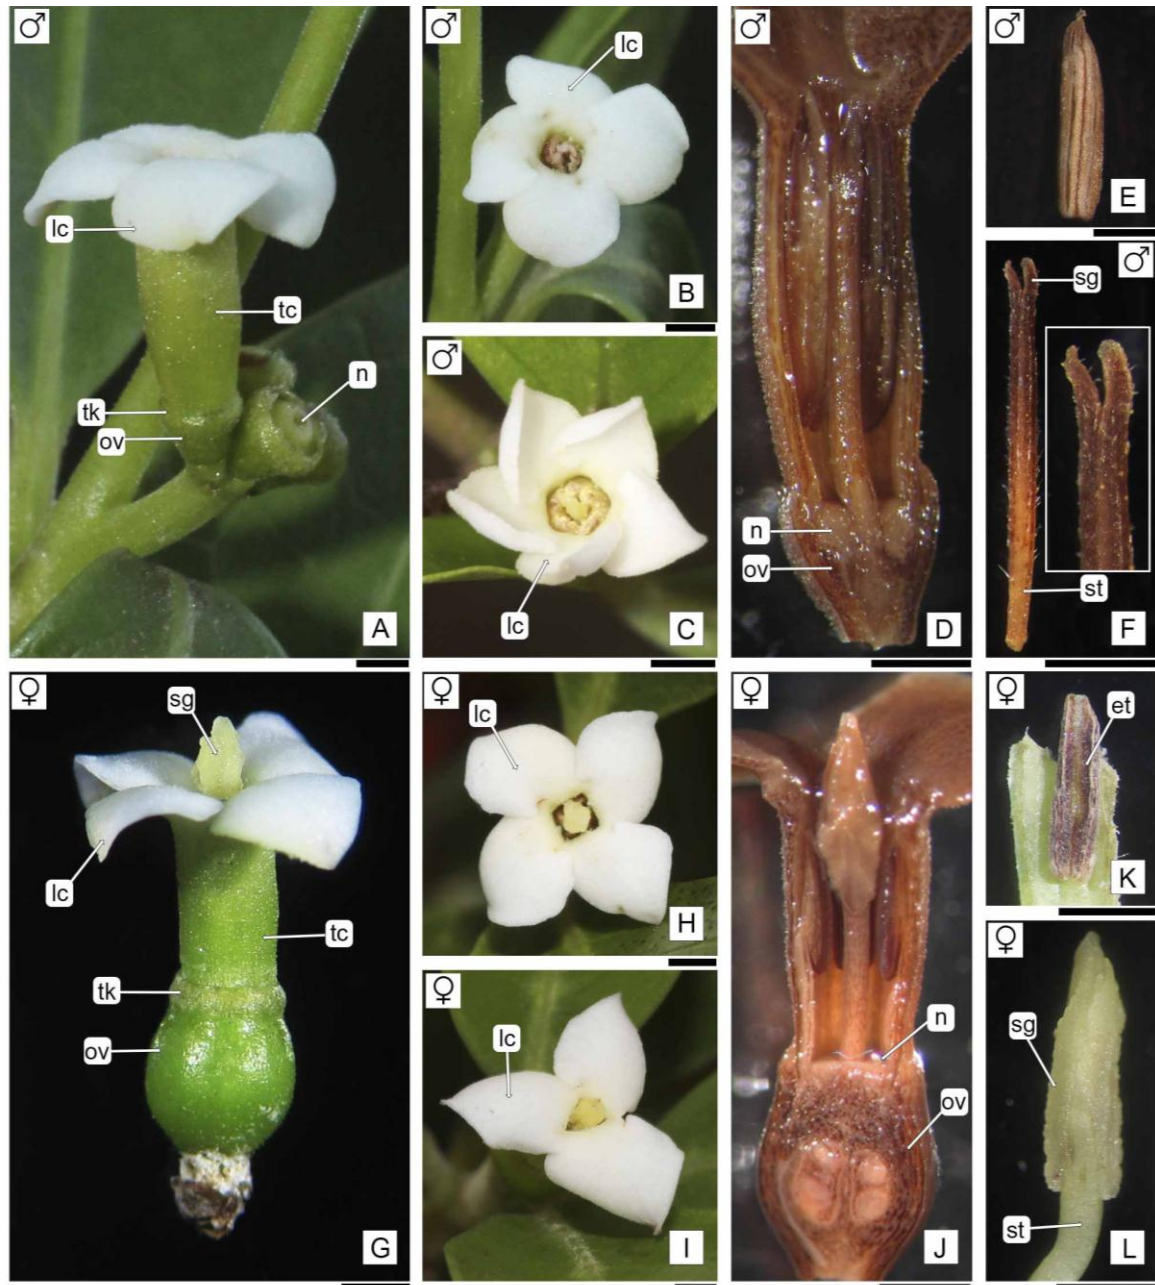 ♂
lc
tc
n
tk
ov
A
♂
lc
B
♂
lc
C
♂
n
ov
D
♂
E
♂
sg
st
F
♀
sg
lc
tc
tk
ov
G
♀
lc
H
♀
lc
I
♀
n
ov
J
♀
et
K
♀
sg
st
L